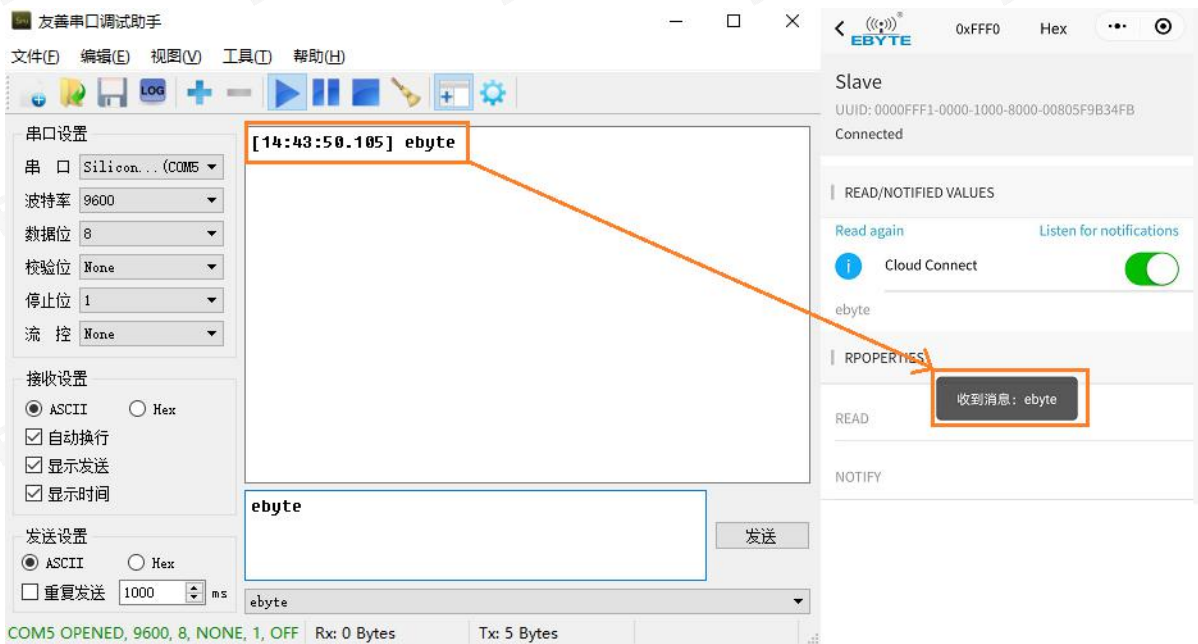 友善串口调试助手
文件(F) 编辑(E) 视图(V) 工具(T) 帮助(H)
LOG
串口设置
串 口 Silicon...(COM5
波特率 9600
数据位 8
校验位 None
停止位 1
流 控 None
接收设置
ASCII Hex
自动换行
显示发送
显示时间
发送设置
ASCII Hex
重复发送 1000 ms
[14:43:50.105] ebyte
ebyte
发送
ebyte
COM5 OPENED, 9600, 8, NONE, 1, OFF Rx: 0 Bytes Tx: 5 Bytes
EBYTE ® 0xFFF0 Hex
Slave
UUID: 0000FFF1-0000-1000-8000-00805F9B34FB
Connected
READ/NOTIFIED VALUES
Read again Listen for notifications
Cloud Connect
ebyte
RPOPERTIES
收到消息：ebyte
READ
NOTIFY